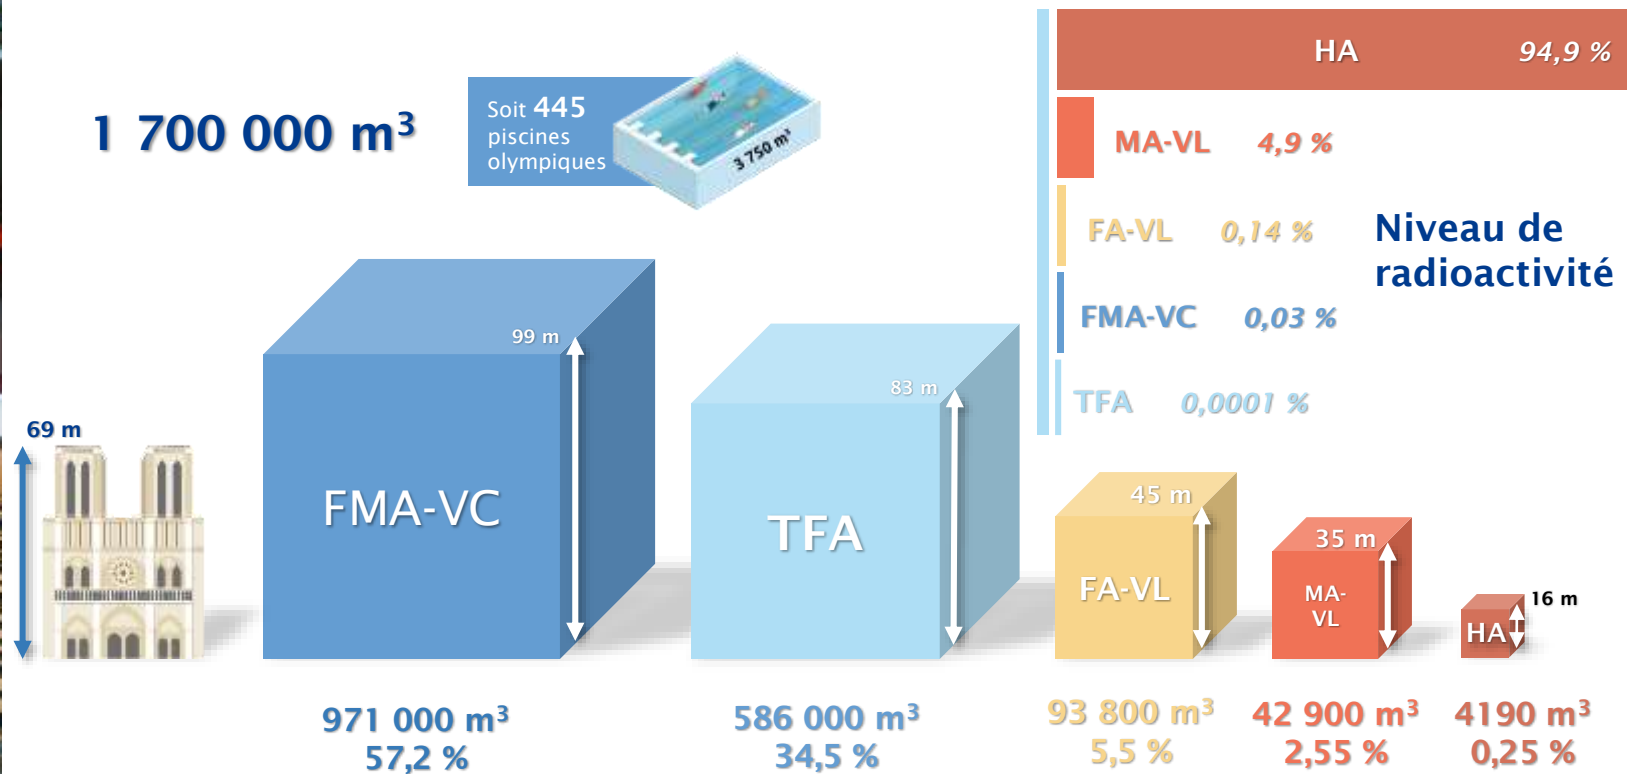 1 700 000 m³
Soit 445
piscines
olympiques
3 750 m³
HA 94,9 %
MA-VL 4,9 %
FA-VL 0,14 %
FMA-VC 0,03 %
TFA 0,0001 %
Niveau de
radioactivité
69 m
99 m
FMA-VC
83 m
TFA
45 m
FA-VL
35 m
MA-
VL
16 m
HA
971 000 m³
57,2 %
586 000 m³
34,5 %
93 800 m³
5,5 %
42 900 m³
2,55 %
4190 m³
0,25 %